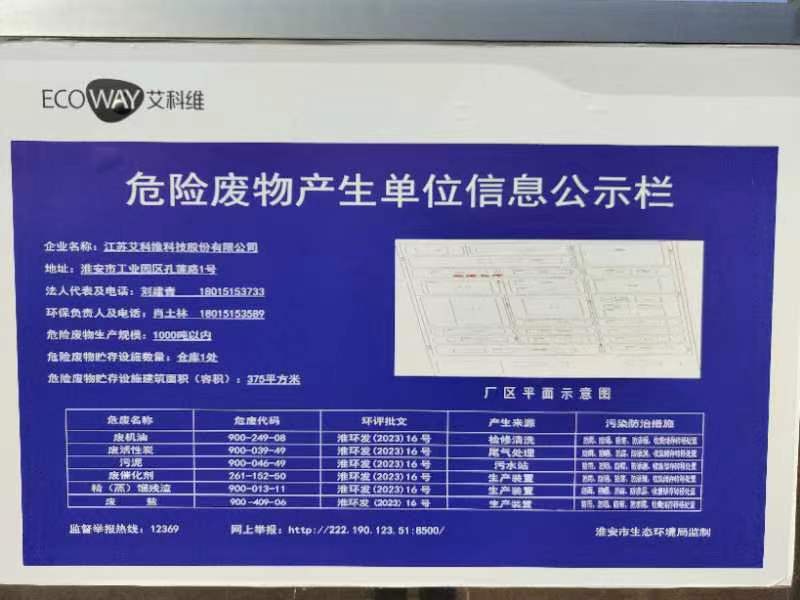 ECOWAY艾科维
危险废物产生单位信息公示栏
企业名称：江苏艾科维科技股份有限公司
地址：淮安市工业园区孔莲路1号
法人代表及电话：刘建青 18015153733
环保负责人及电话：肖土林 18015153589
危险废物生产规模：1000吨以内
危险废物贮存设施数量：仓库1处
危险废物贮存设施建筑面积（容积）：375平方米
厂区平面示意图
危废名称 危废代码 环评批文 产生来源 污染防治措施
废机油 900-249-08 淮环发(2023)16号 检修清洗
废活性炭 900-039-49 淮环发(2023)16号 尾气处理
污泥 900-046-49 淮环发(2023)16号 污水站
废催化剂 261-152-50 淮环发(2023)16号 生产装置
精（蒸）馏残渣 900-013-11 淮环发(2023)16号 生产装置
废 盐 900-409-06 淮环发(2023)16号 生产装置
监督举报热线：12369 网上举报：http://222.190.123.51:8500/ 淮安市生态环境局监制